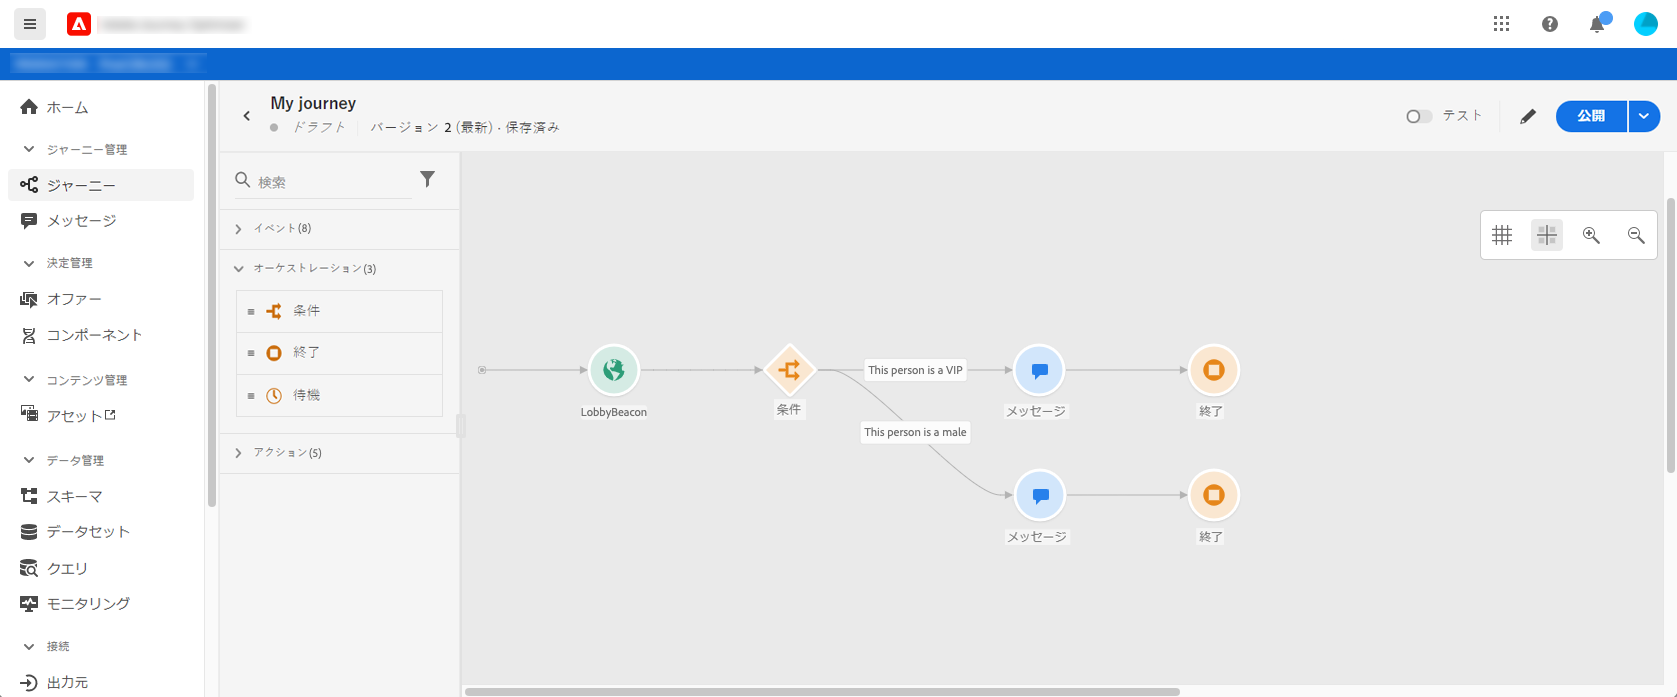 My journey
ドラフト バージョン 2 (最新) · 保存済み
テスト
公開
ホーム
ジャーニー管理
ジャーニー
メッセージ
決定管理
オファー
コンポーネント
コンテンツ管理
アセット
データ管理
スキーマ
データセット
クエリ
モニタリング
接続
出力元
検索
イベント(8)
オーケストレーション(3)
条件
終了
待機
アクション(5)
LobbyBeacon
条件
This person is a VIP
メッセージ
終了
This person is a male
メッセージ
終了